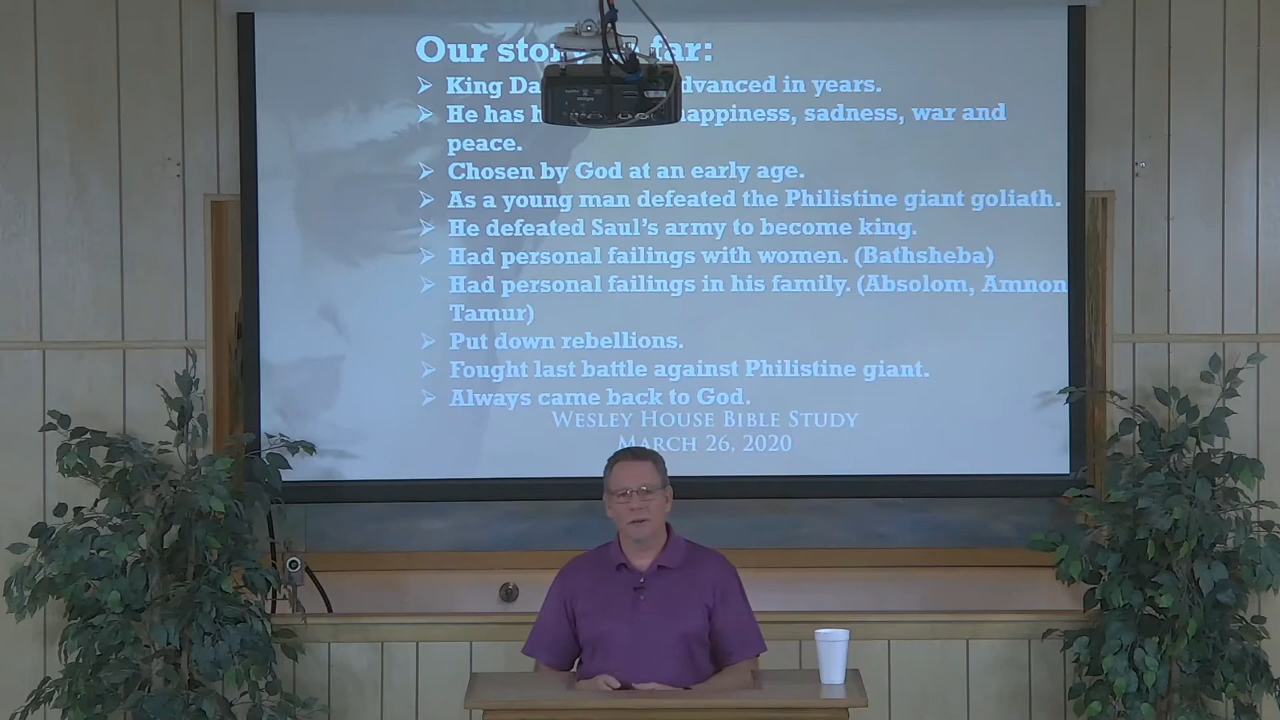 Our stor far:
➢ King Da dvanced in years.
➢ He has h appiness, sadness, war and
peace.
➢ Chosen by God at an early age.
➢ As a young man defeated the Philistine giant goliath.
➢ He defeated Saul's army to become king.
➢ Had personal failings with women. (Bathsheba)
➢ Had personal failings in his family. (Absolom, Amnon
Tamur)
➢ Put down rebellions.
➢ Fought last battle against Philistine giant.
➢ Always came back to God.
Wesley House Bible Study
March 26, 2020